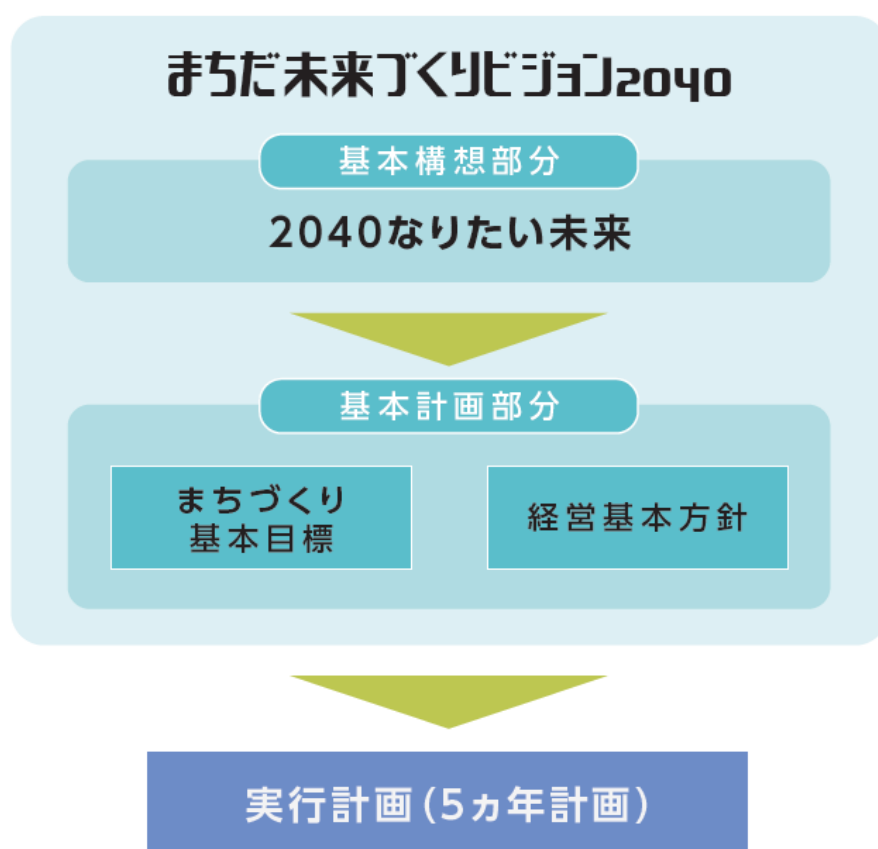 まちだ未来づくりビジョン2040
基本構想部分
2040なりたい未来
基本計画部分
まちづくり
基本目標
経営基本方針
実行計画(5ヵ年計画)